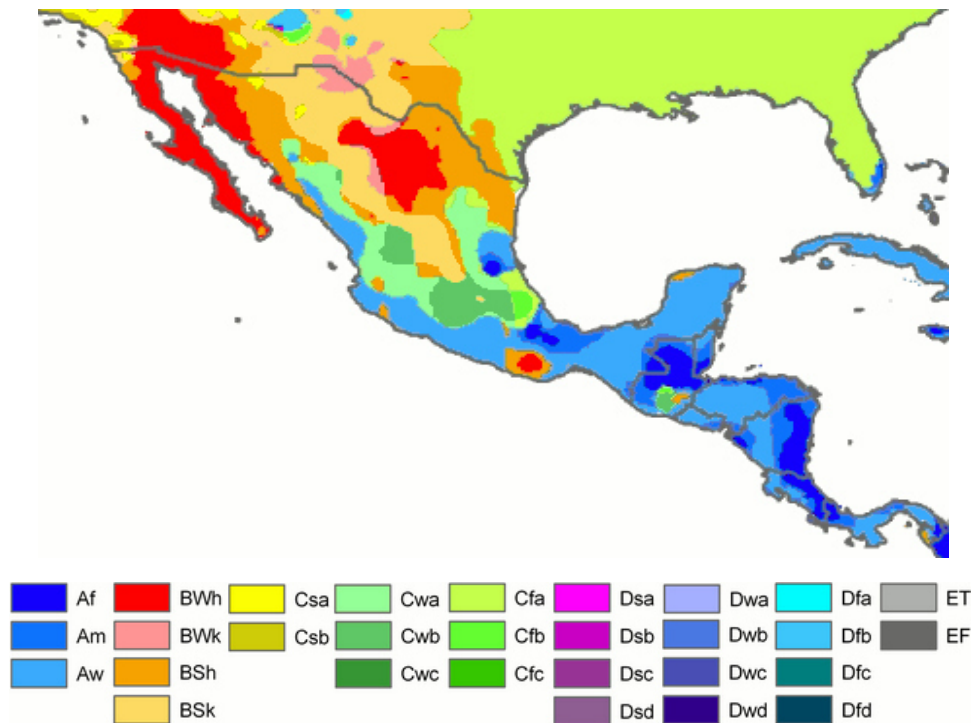 Af BWh Csa Cwa Cfa Dsa Dwa Dfa ET
Am BWk Csb Cwb Cfb Dsb Dwb Dfb EF
Aw BSh Cwc Cfc Dsc Dwc Dfc
BSk Dsd Dwd Dfd